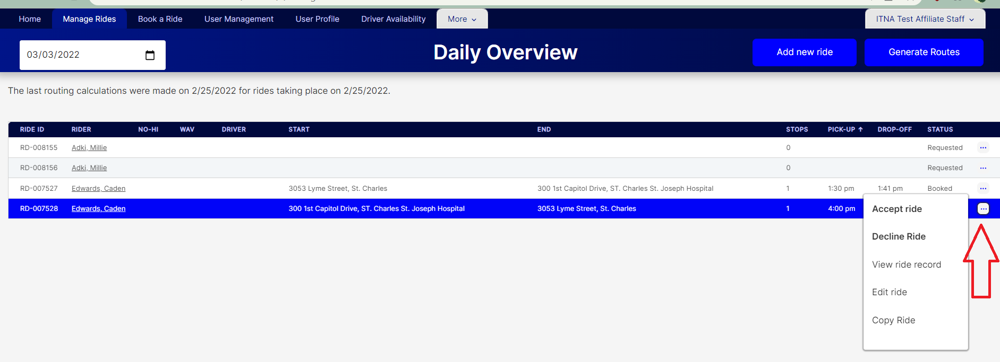 Home Manage Rides Book a Ride User Management User Profile Driver Availability More ITNA Test Affiliate Staff
03/03/2022 Daily Overview Add new ride Generate Routes
The last routing calculations were made on 2/25/2022 for rides taking place on 2/25/2022.
RIDE ID RIDER NO-HI WAV DRIVER START END STOPS PICK-UP ↑ DROP-OFF STATUS
RD-008155 Adki, Millie 0 Requested ...
RD-008156 Adki, Millie 0 Requested ...
RD-007527 Edwards, Caden 3053 Lyme Street, St. Charles 300 1st Capitol Drive, ST. Charles St. Joseph Hospital 1 1:30 pm 1:41 pm Booked ...
RD-007528 Edwards, Caden 300 1st Capitol Drive, ST. Charles St. Joseph Hospital 3053 Lyme Street, St. Charles 1 4:00 pm ...
Accept ride
Decline Ride
View ride record
Edit ride
Copy Ride